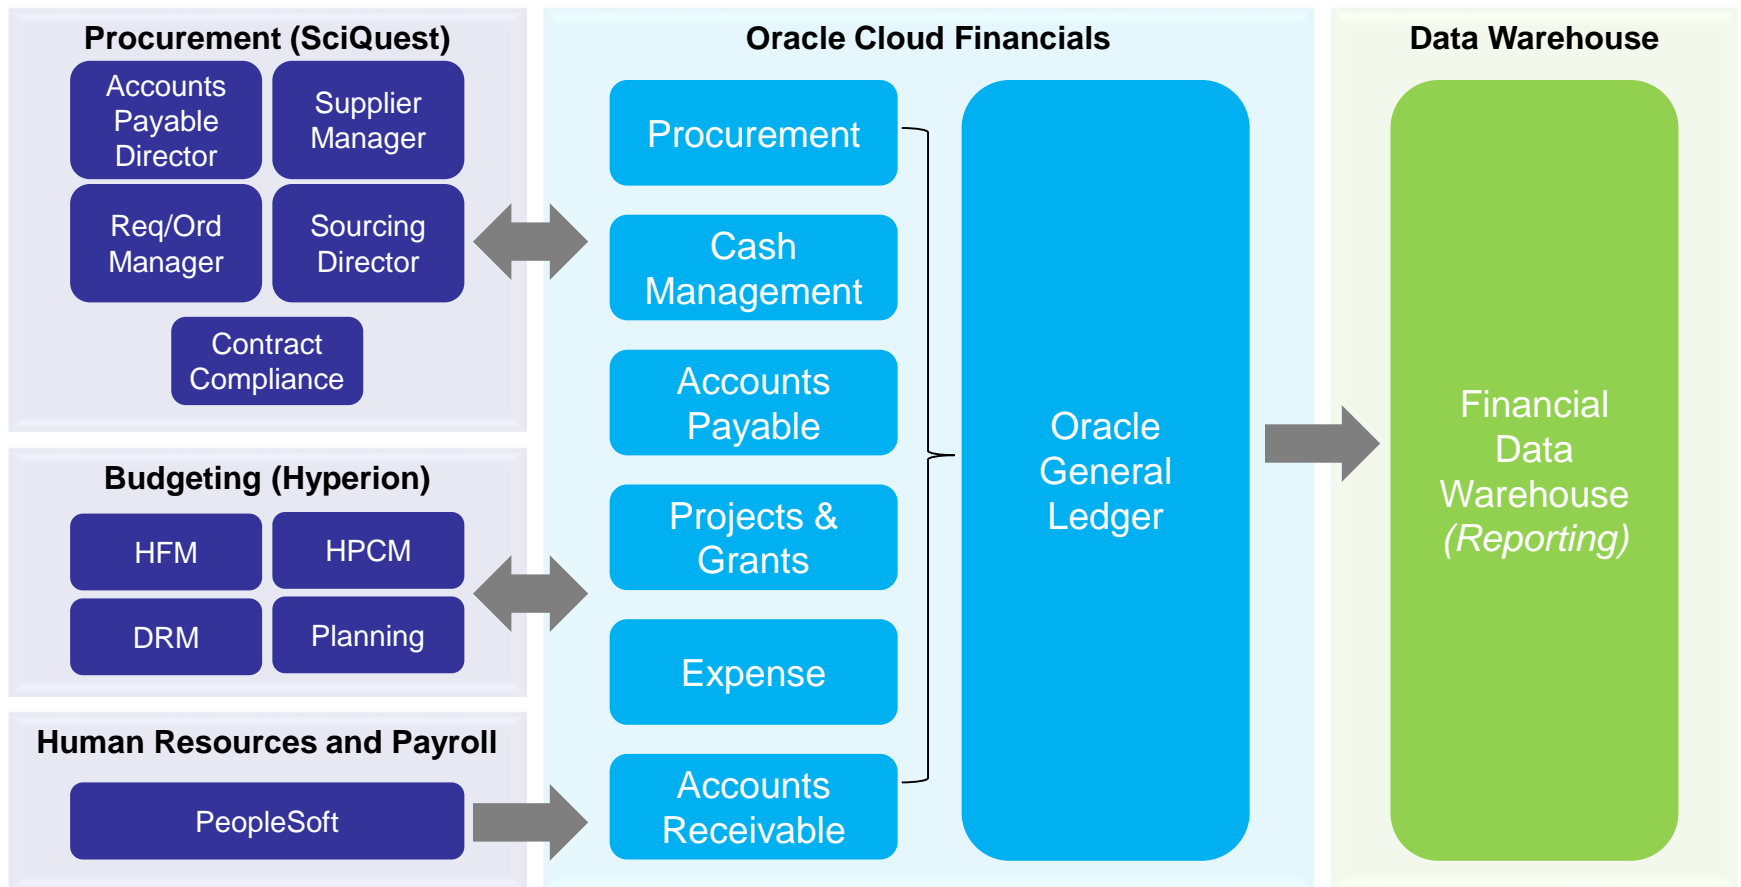 Procurement (SciQuest)
Accounts
Payable
Director
Supplier
Manager
Req/Ord
Manager
Sourcing
Director
Contract
Compliance
Budgeting (Hyperion)
HFM
HPCM
DRM
Planning
Human Resources and Payroll
PeopleSoft
Oracle Cloud Financials
Procurement
Cash
Management
Accounts
Payable
Projects &
Grants
Expense
Accounts
Receivable
Oracle
General
Ledger
Data Warehouse
Financial
Data
Warehouse
(Reporting)